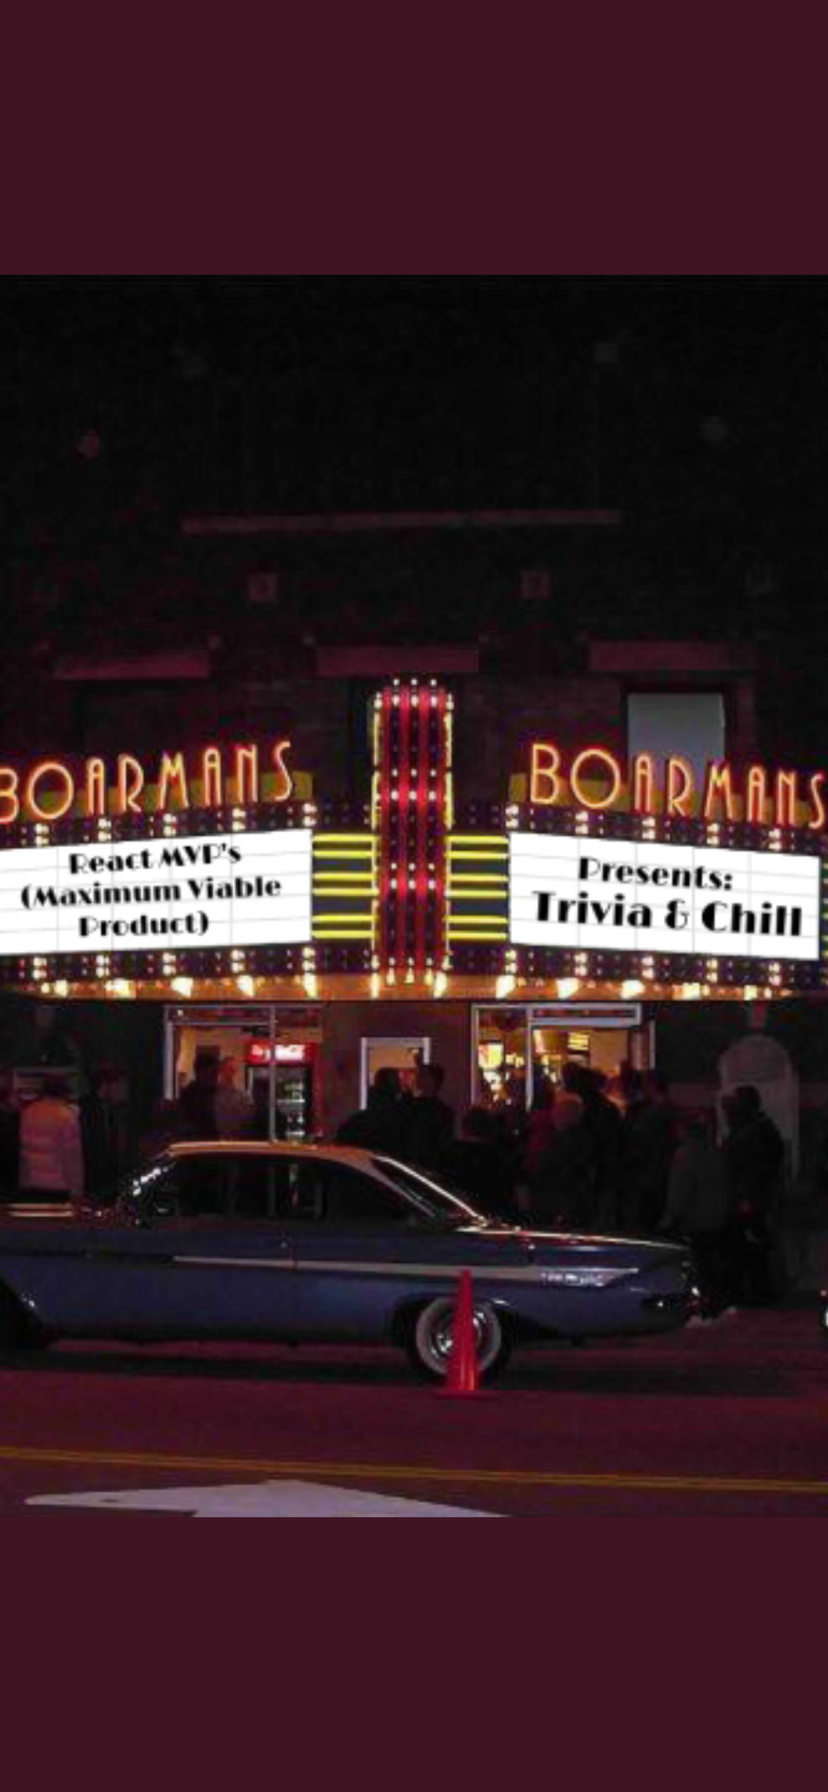 BOARMANS
BOARMANS
React MVP's
(Maximum Viable
Product)
Presents:
Trivia & Chill